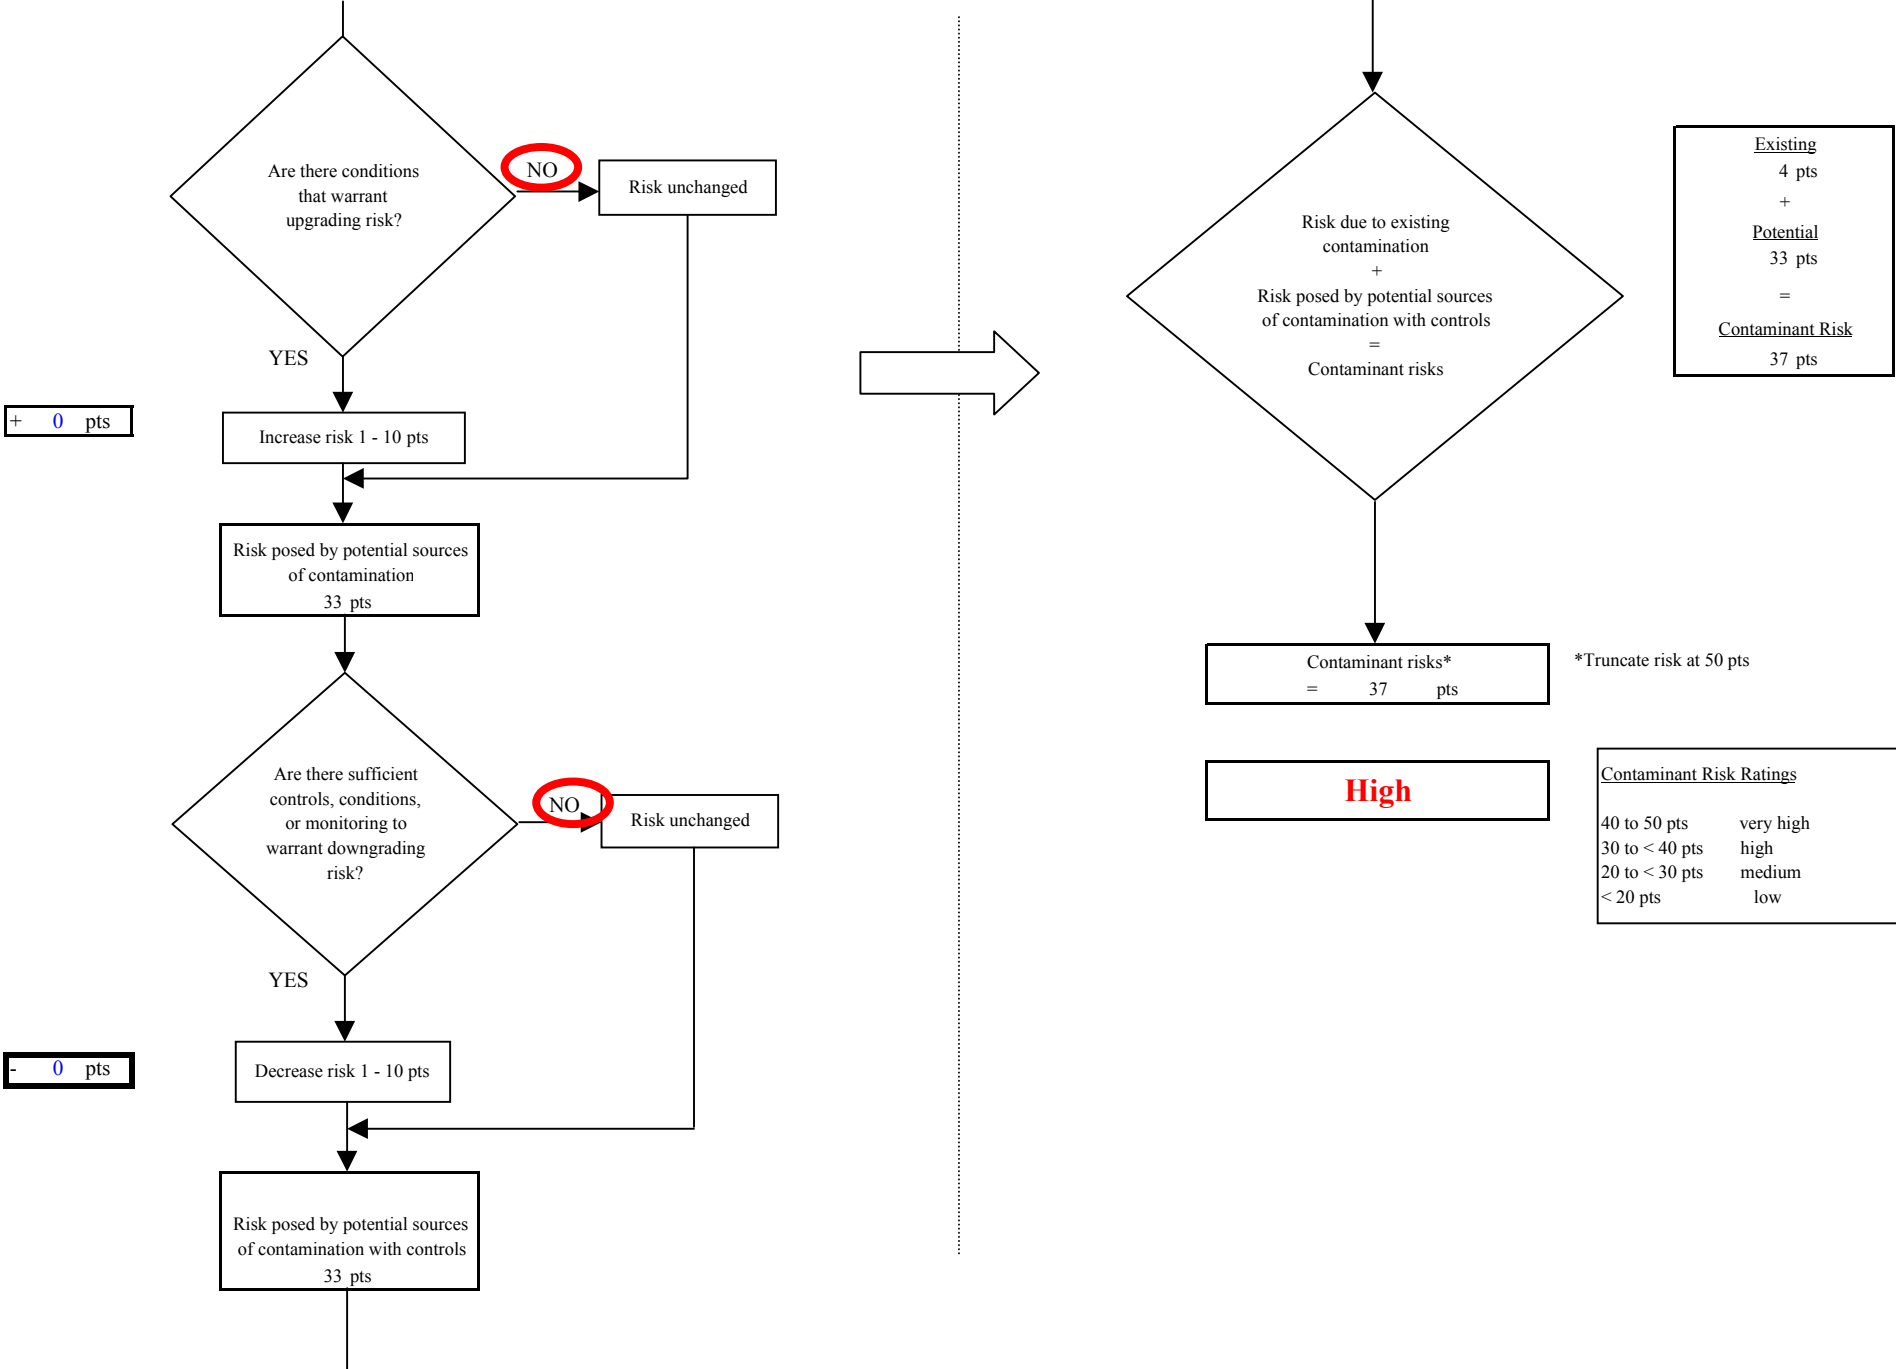 Are there conditions
that warrant
upgrading risk?
NO
Risk unchanged
YES
+ 0 pts
Increase risk 1 - 10 pts
Risk posed by potential sources
of contamination
33 pts
Are there sufficient
controls, conditions,
or monitoring to
warrant downgrading
risk?
NO
Risk unchanged
YES
- 0 pts
Decrease risk 1 - 10 pts
Risk posed by potential sources
of contamination with controls
33 pts
Risk due to existing
contamination
+
Risk posed by potential sources
of contamination with controls
=
Contaminant risks
Existing
4 pts
+
Potential
33 pts
=
Contaminant Risk
37 pts
Contaminant risks*
= 37 pts
*Truncate risk at 50 pts
High
Contaminant Risk Ratings
40 to 50 pts very high
30 to < 40 pts high
20 to < 30 pts medium
< 20 pts low